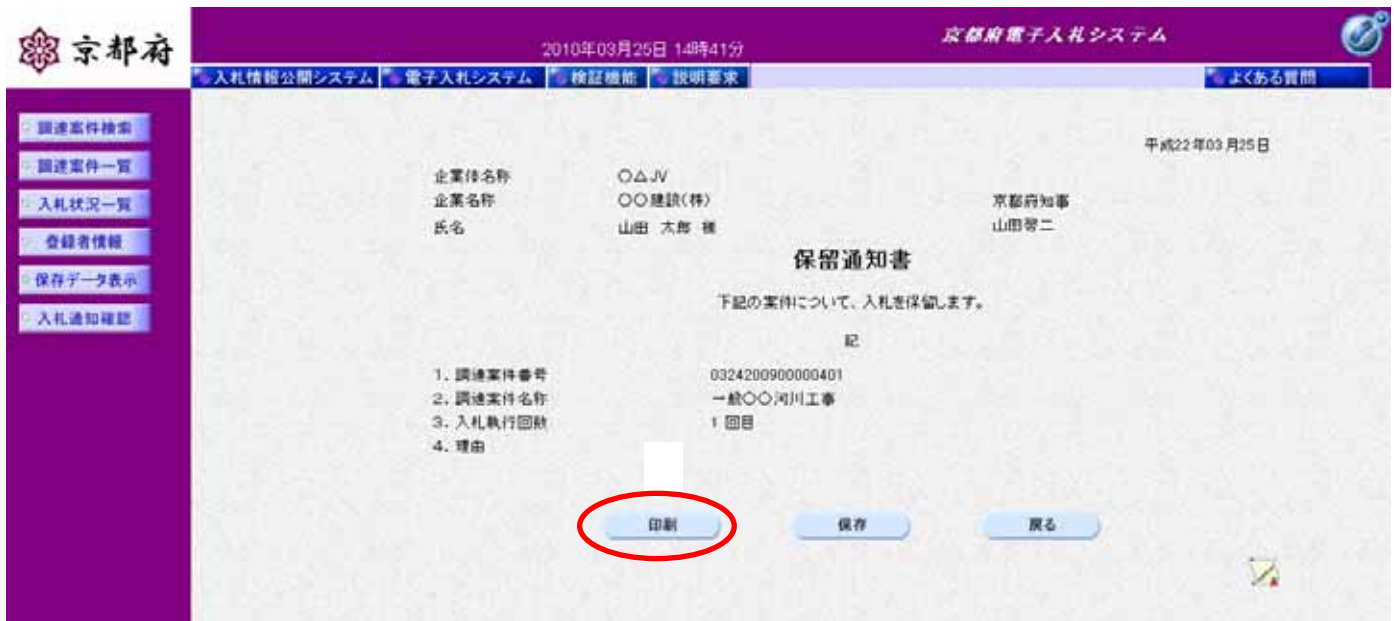 京都府
2010年03月25日 14時41分
京都府電子入札システム
入札情報公開システム 電子入札システム 検証機能 説明要求 よくある質問
調達案件検索
調達案件一覧
入札状況一覧
登録者情報
保存データ表示
入札通知確認
平成22年03月25日
企業体名称 ○△JV
企業名称 ○○建設(株) 京都府知事
氏名 山田 太郎 様 山田啓二
保留通知書
下記の案件について、入札を保留します。
記
1. 調達案件番号 0324200900000401
2. 調達案件名称 一般○○河川工事
3. 入札執行回数 1 回目
4. 理由
印刷 保存 戻る